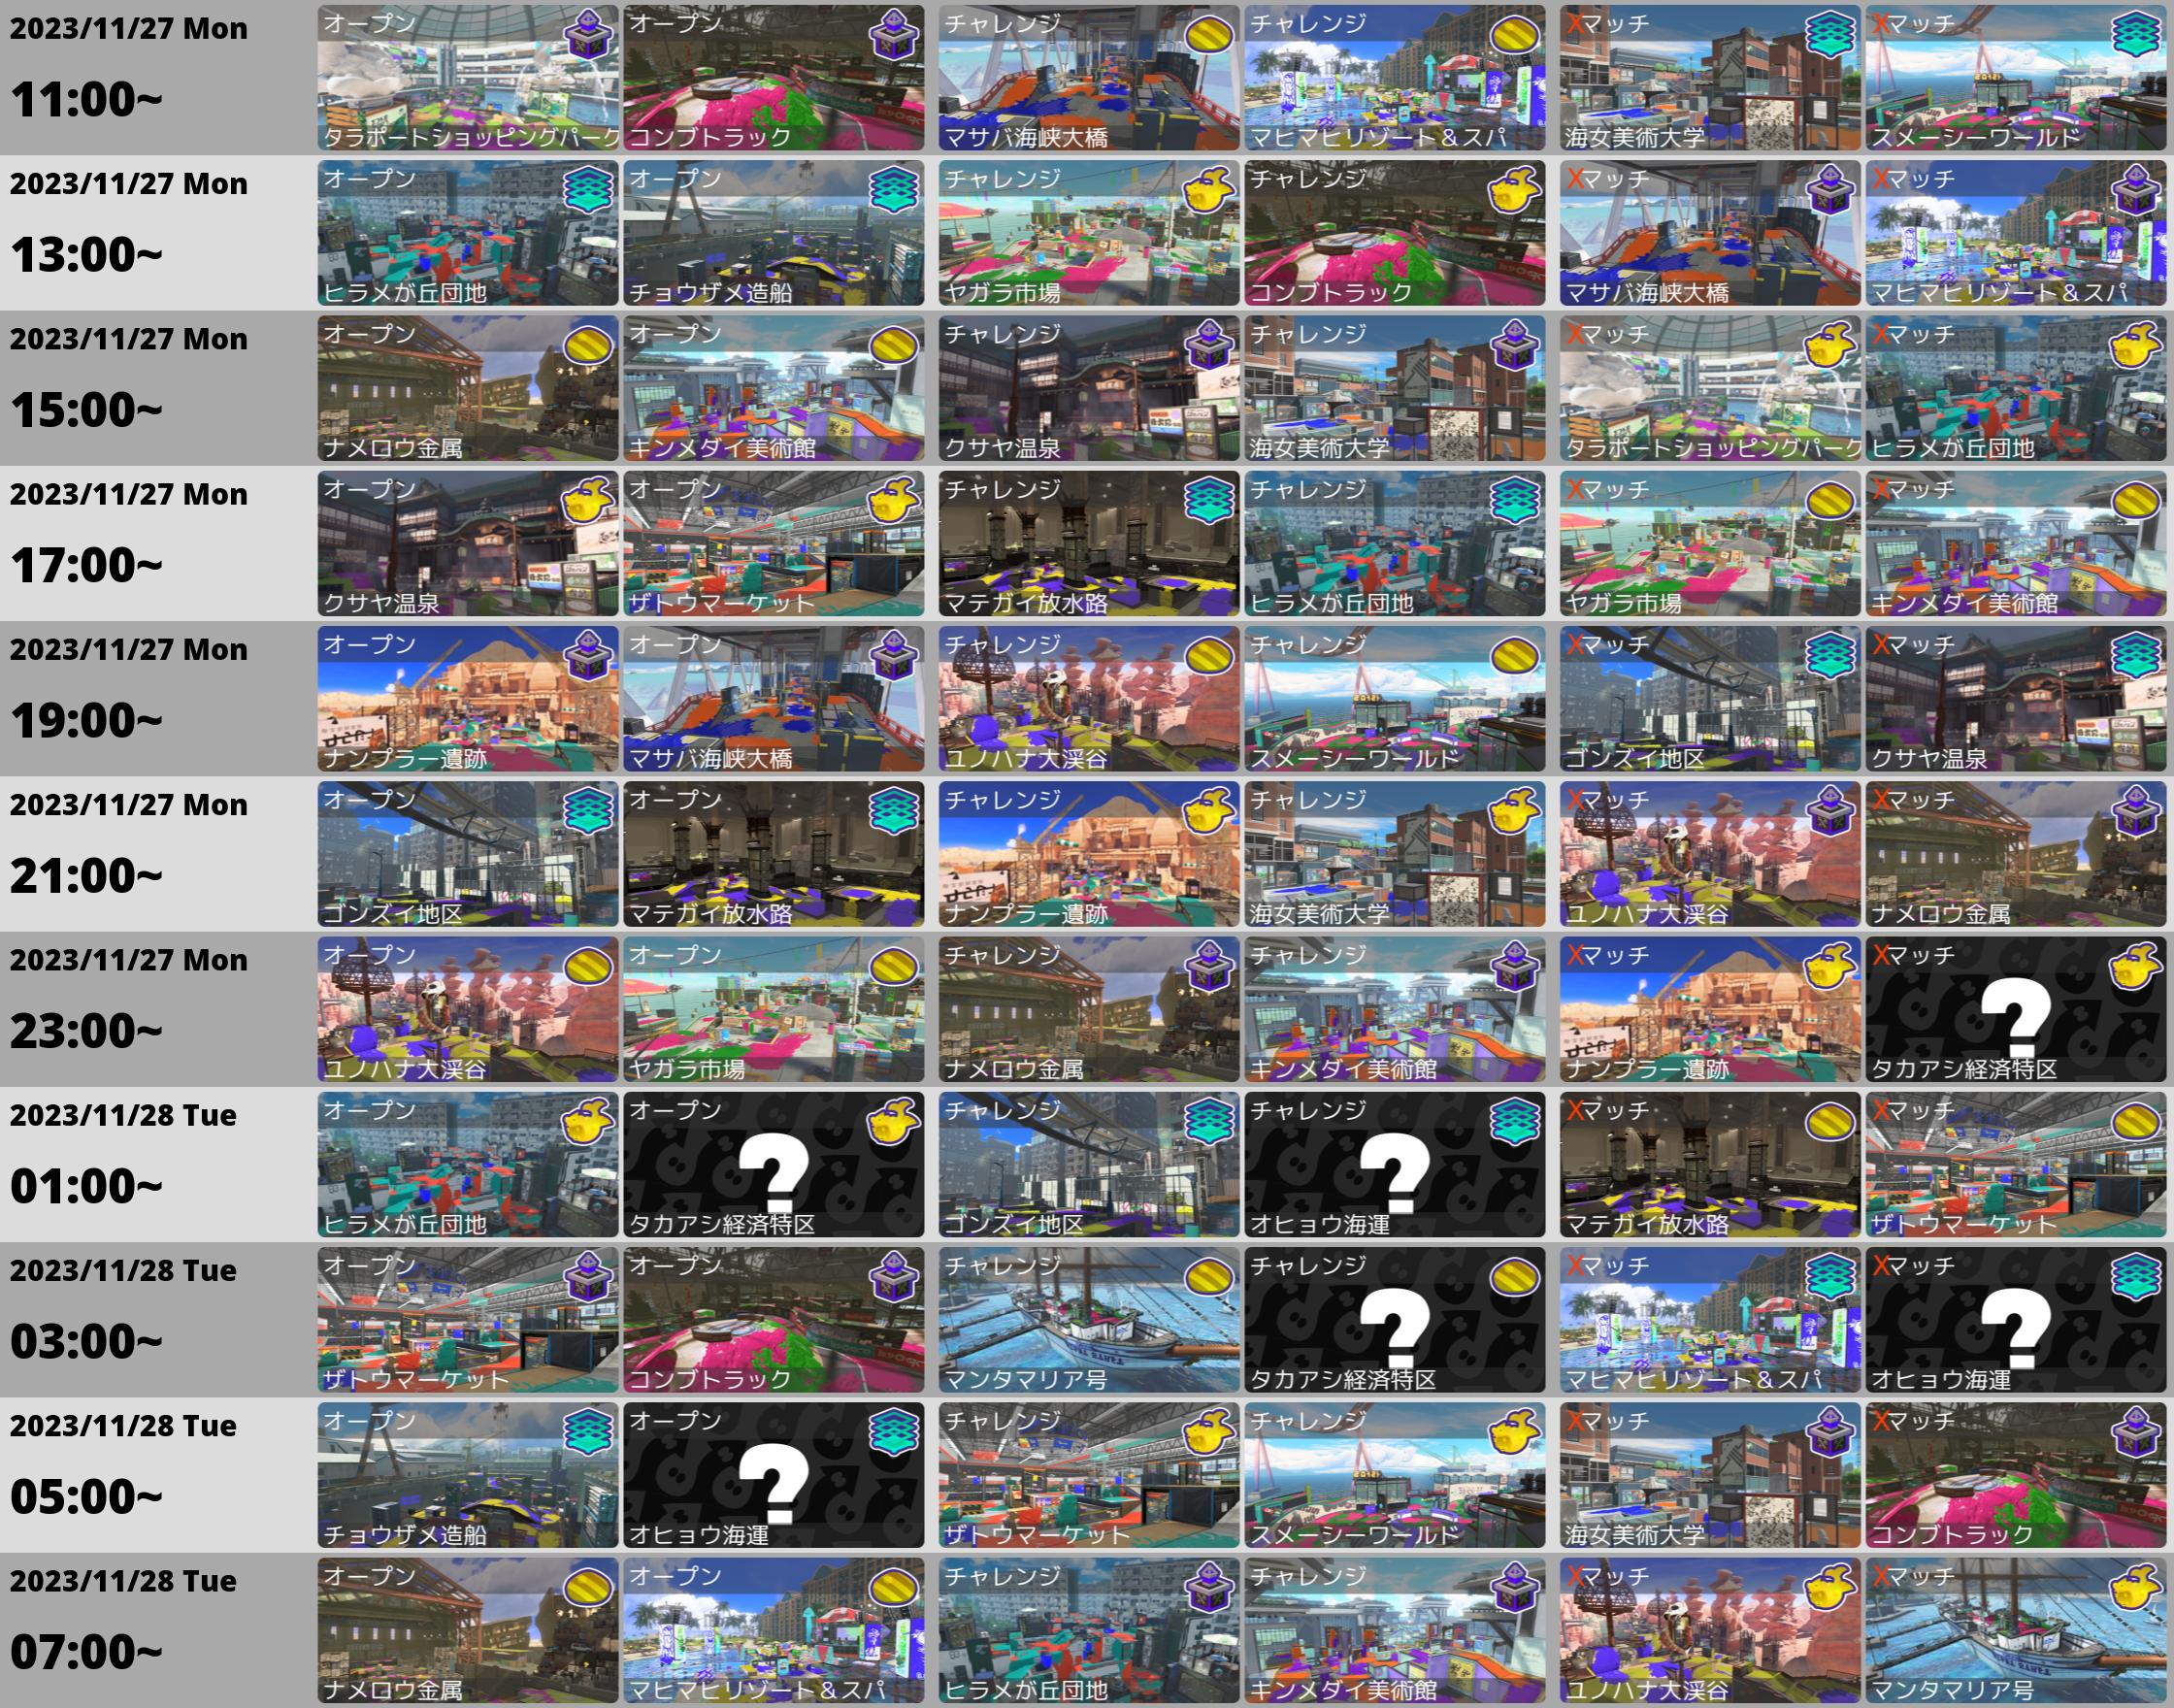 2023/11/27 Mon
11:00~
オープン
タラポートショッピングパーク
オープン
コンブトラック
チャレンジ
マサバ海峡大橋
チャレンジ
マヒマヒリゾート＆スパ
Xマッチ
海女美術大学
Xマッチ
スメーシーワールド
2023/11/27 Mon
13:00~
オープン
ヒラメが丘団地
オープン
チョウザメ造船
チャレンジ
ヤガラ市場
チャレンジ
コンブトラック
Xマッチ
マサバ海峡大橋
Xマッチ
マヒマヒリゾート＆スパ
2023/11/27 Mon
15:00~
オープン
ナメロウ金属
オープン
キンメダイ美術館
チャレンジ
クサヤ温泉
チャレンジ
海女美術大学
Xマッチ
タラポートショッピングパーク
Xマッチ
ヒラメが丘団地
2023/11/27 Mon
17:00~
オープン
クサヤ温泉
オープン
ザトウマーケット
チャレンジ
マテガイ放水路
チャレンジ
ヒラメが丘団地
Xマッチ
ヤガラ市場
Xマッチ
キンメダイ美術館
2023/11/27 Mon
19:00~
オープン
ナンプラー遺跡
オープン
マサバ海峡大橋
チャレンジ
ユノハナ大渓谷
チャレンジ
スメーシーワールド
Xマッチ
ゴンズイ地区
Xマッチ
クサヤ温泉
2023/11/27 Mon
21:00~
オープン
ゴンズイ地区
オープン
マテガイ放水路
チャレンジ
ナンプラー遺跡
チャレンジ
海女美術大学
Xマッチ
ユノハナ大渓谷
Xマッチ
ナメロウ金属
2023/11/27 Mon
23:00~
オープン
ユノハナ大渓谷
オープン
ヤガラ市場
チャレンジ
ナメロウ金属
チャレンジ
キンメダイ美術館
Xマッチ
ナンプラー遺跡
Xマッチ
?
タカアシ経済特区
2023/11/28 Tue
01:00~
オープン
ヒラメが丘団地
オープン
?
タカアシ経済特区
チャレンジ
ゴンズイ地区
チャレンジ
?
オヒョウ海運
Xマッチ
マテガイ放水路
Xマッチ
ザトウマーケット
2023/11/28 Tue
03:00~
オープン
ザトウマーケット
オープン
コンブトラック
チャレンジ
マンタマリア号
チャレンジ
?
タカアシ経済特区
Xマッチ
マヒマヒリゾート＆スパ
Xマッチ
?
オヒョウ海運
2023/11/28 Tue
05:00~
オープン
チョウザメ造船
オープン
?
オヒョウ海運
チャレンジ
ザトウマーケット
チャレンジ
スメーシーワールド
Xマッチ
海女美術大学
Xマッチ
コンブトラック
2023/11/28 Tue
07:00~
オープン
ナメロウ金属
オープン
マヒマヒリゾート＆スパ
チャレンジ
ヒラメが丘団地
チャレンジ
キンメダイ美術館
Xマッチ
ユノハナ大渓谷
Xマッチ
マンタマリア号